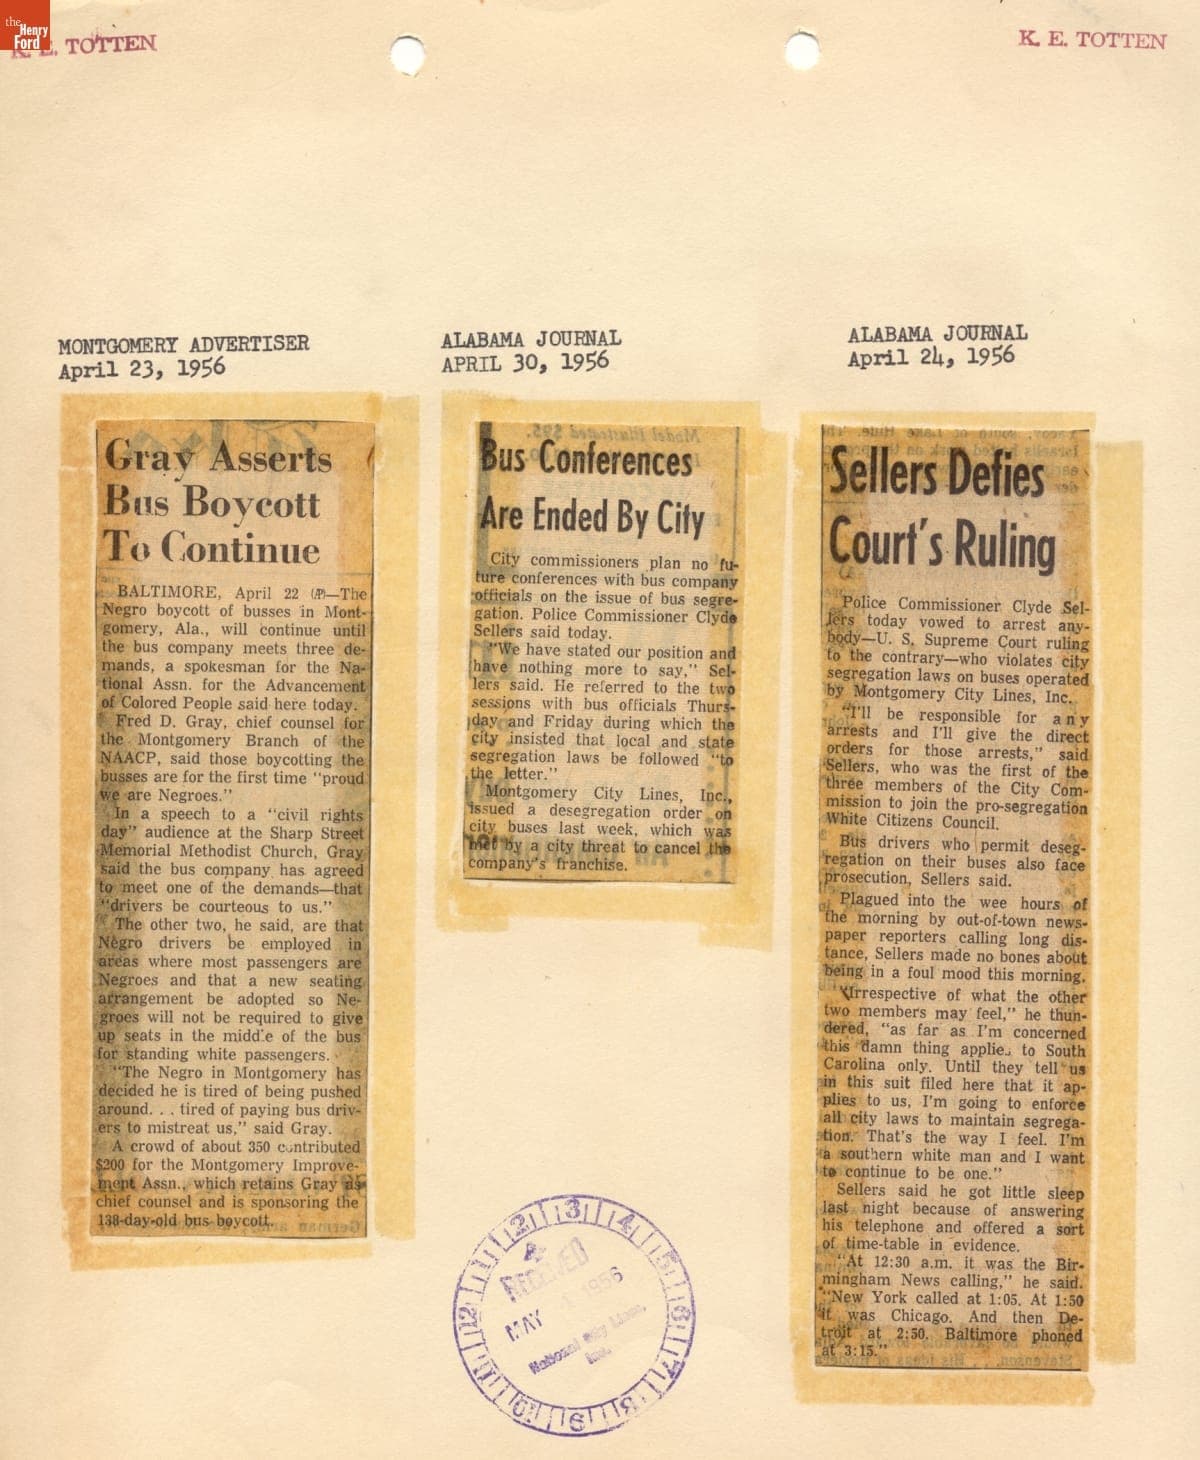 the
Henry
Ford
K. E. TOTTEN
K. E. TOTTEN
MONTGOMERY ADVERTISER
April 23, 1956
Gray Asserts
Bus Boycott
To Continue
BALTIMORE, April 22 (AP)—The
Negro boycott of busses in Mont-
gomery, Ala., will continue until
the bus company meets three de-
mands, a spokesman for the Na-
tional Assn. for the Advancement
of Colored People said here today.
Fred D. Gray, chief counsel for
the Montgomery Branch of the
NAACP, said those boycotting the
busses are for the first time "proud
we are Negroes."
In a speech to a "civil rights
day" audience at the Sharp Street
Memorial Methodist Church, Gray
said the bus company has agreed
to meet one of the demands—that
"drivers be courteous to us."
The other two, he said, are that
Negro drivers be employed in
areas where most passengers are
Negroes and that a new seating
arrangement be adopted so Ne-
groes will not be required to give
up seats in the middle of the bus
for standing white passengers.
"The Negro in Montgomery has
decided he is tired of being pushed
around. . . tired of paying bus driv-
ers to mistreat us," said Gray.
A crowd of about 350 contributed
$200 for the Montgomery Improve-
ment Assn., which retains Gray as
chief counsel and is sponsoring the
138-day-old bus boycott.
ALABAMA JOURNAL
APRIL 30, 1956
Bus Conferences
Are Ended By City
City commissioners plan no fu-
ture conferences with bus company
officials on the issue of bus segre-
gation. Police Commissioner Clyde
Sellers said today.
"We have stated our position and
have nothing more to say," Sel-
lers said. He referred to the two
sessions with bus officials Thurs-
day and Friday during which the
city insisted that local and state
segregation laws be followed "to
the letter."
Montgomery City Lines, Inc.,
issued a desegregation order on
city buses last week, which was
met by a city threat to cancel the
company's franchise.
ALABAMA JOURNAL
April 24, 1956
Sellers Defies
Court's Ruling
Police Commissioner Clyde Sel-
lers today vowed to arrest any-
body—U. S. Supreme Court ruling
to the contrary—who violates city
segregation laws on buses operated
by Montgomery City Lines, Inc.
"I'll be responsible for any
arrests and I'll give the direct
orders for those arrests," said
Sellers, who was the first of the
three members of the City Com-
mission to join the pro-segregation
White Citizens Council.
Bus drivers who permit deseg-
regation on their buses also face
prosecution, Sellers said.
Plagued into the wee hours of
the morning by out-of-town news-
paper reporters calling long dis-
tance, Sellers made no bones about
being in a foul mood this morning.
"Irrespective of what the other
two members may feel," he thun-
dered, "as far as I'm concerned
this damn thing applies to South
Carolina only. Until they tell us
in this suit filed here that it ap-
plies to us, I'm going to enforce
all city laws to maintain segrega-
tion. That's the way I feel. I'm
a southern white man and I want
to continue to be one."
Sellers said he got little sleep
last night because of answering
his telephone and offered a sort
of time-table in evidence.
"At 12:30 a.m. it was the Bir-
mingham News calling," he said.
"New York called at 1:05. At 1:50
it was Chicago. And then De-
troit at 2:50. Baltimore phoned
at 3:15."
12 1 2 3 4 5 6 7 8 9 10 11
RECEIVED
MAY 1956
National City Lines,
Inc.